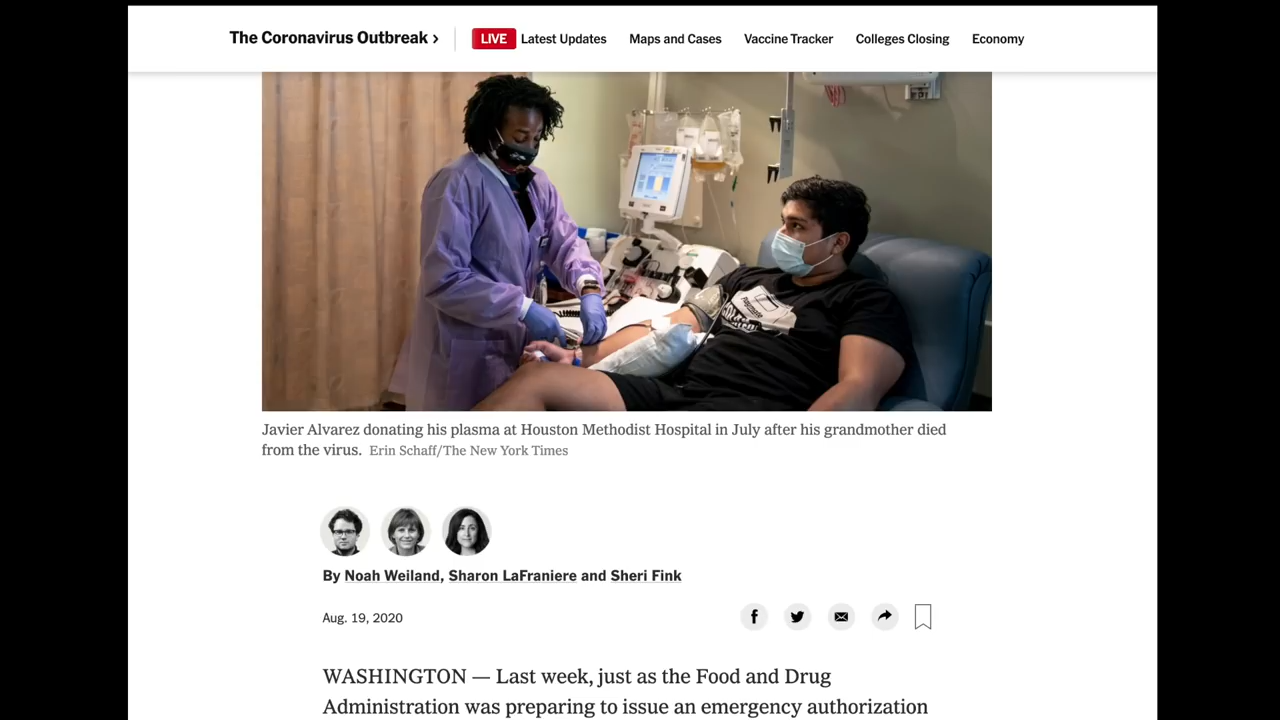 The Coronavirus Outbreak ›
LIVE Latest Updates Maps and Cases Vaccine Tracker Colleges Closing Economy
Javier Alvarez donating his plasma at Houston Methodist Hospital in July after his grandmother died
from the virus. Erin Schaff/The New York Times
By Noah Weiland, Sharon LaFraniere and Sheri Fink
Aug. 19, 2020
WASHINGTON — Last week, just as the Food and Drug
Administration was preparing to issue an emergency authorization